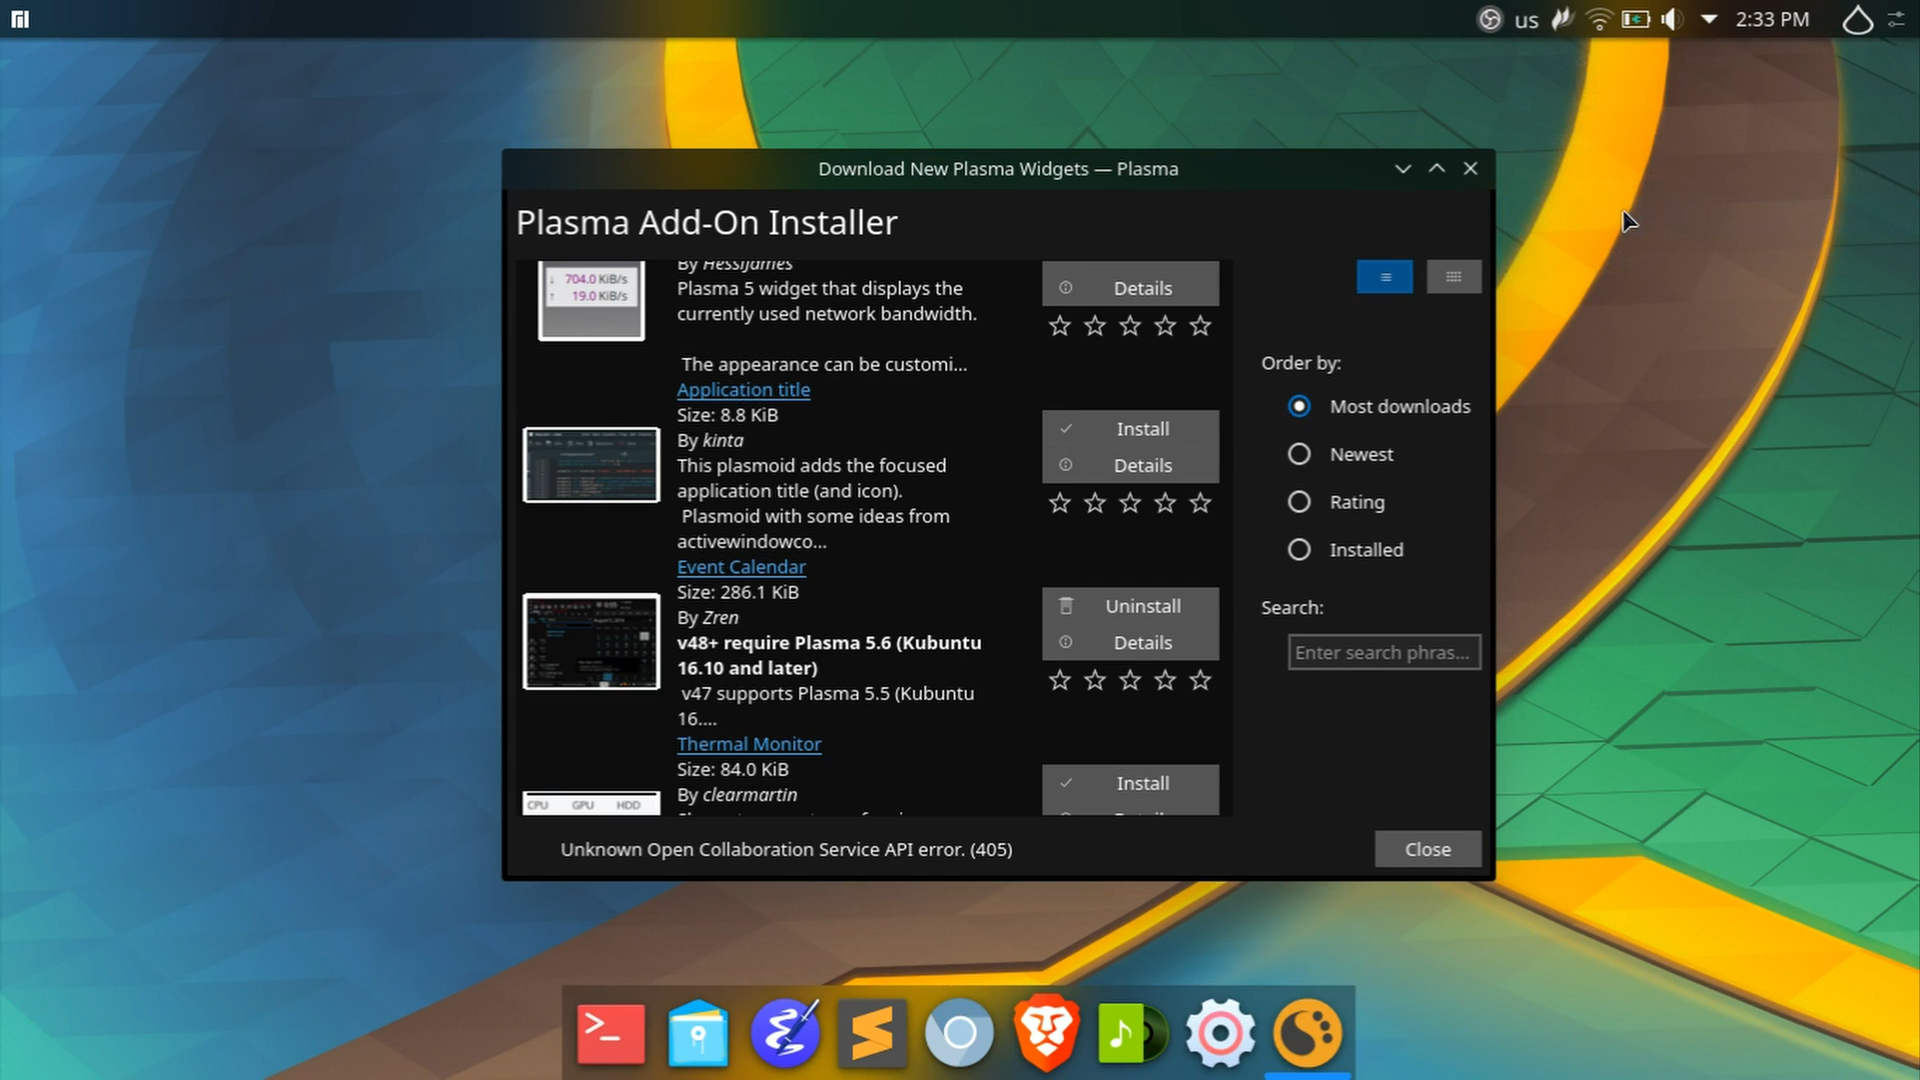 us
2:33 PM
Download New Plasma Widgets — Plasma
Plasma Add-On Installer
By Hessijames
↓ 704.0 KiB/s
↑ 19.0 KiB/s
Plasma 5 widget that displays the
currently used network bandwidth.
The appearance can be customi...
Details
Application title
Size: 8.8 KiB
By kinta
This plasmoid adds the focused
application title (and icon).
Plasmoid with some ideas from
activewindowco...
Install
Details
Event Calendar
Size: 286.1 KiB
By Zren
v48+ require Plasma 5.6 (Kubuntu
16.10 and later)
v47 supports Plasma 5.5 (Kubuntu
16....
Uninstall
Details
Thermal Monitor
Size: 84.0 KiB
By clearmartin
CPU GPU HDD
Install
Order by:
Most downloads
Newest
Rating
Installed
Search:
Enter search phras...
Unknown Open Collaboration Service API error. (405)
Close